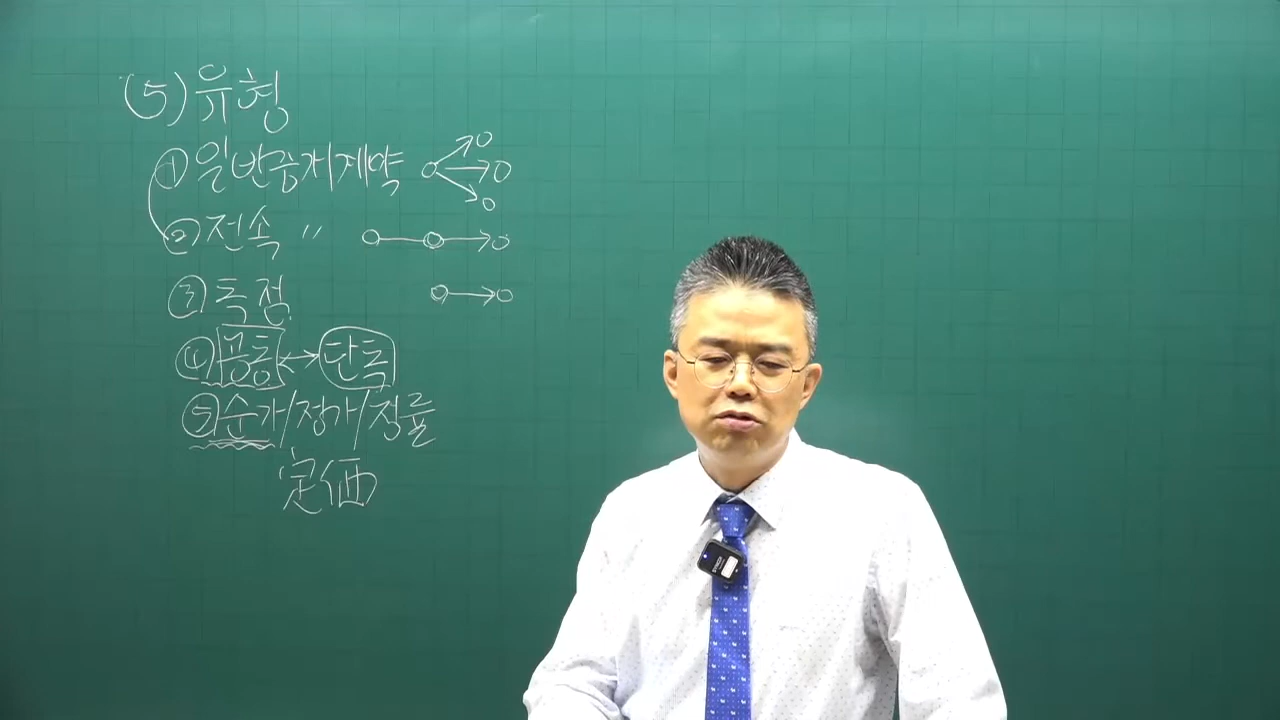 (5) 유형
① 일반중개계약
② 전속 〃
③ 독점
④ 공동 ↔ 단독
⑤ 순가/정가/정률
定価